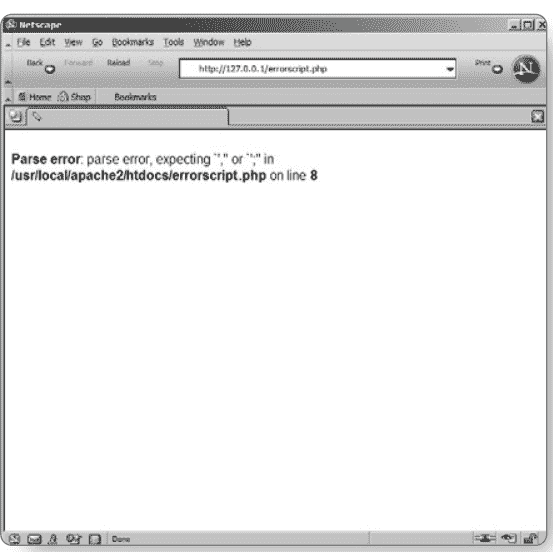 Netscape
File Edit View Go Bookmarks Tools Window Help
Back Forward Reload Stop http://127.0.0.1/errorscript.php Print N
Home Shop Bookmarks
Parse error: parse error, expecting `','' or `';'' in
/usr/local/apache2/htdocs/errorscript.php on line 8
Done